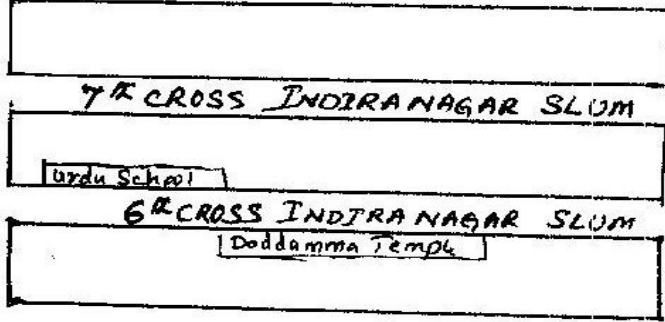 7th CROSS INDIRANAGAR SLUM
Urdu School
6th CROSS INDIRANAGAR SLUM
Doddamma Temple